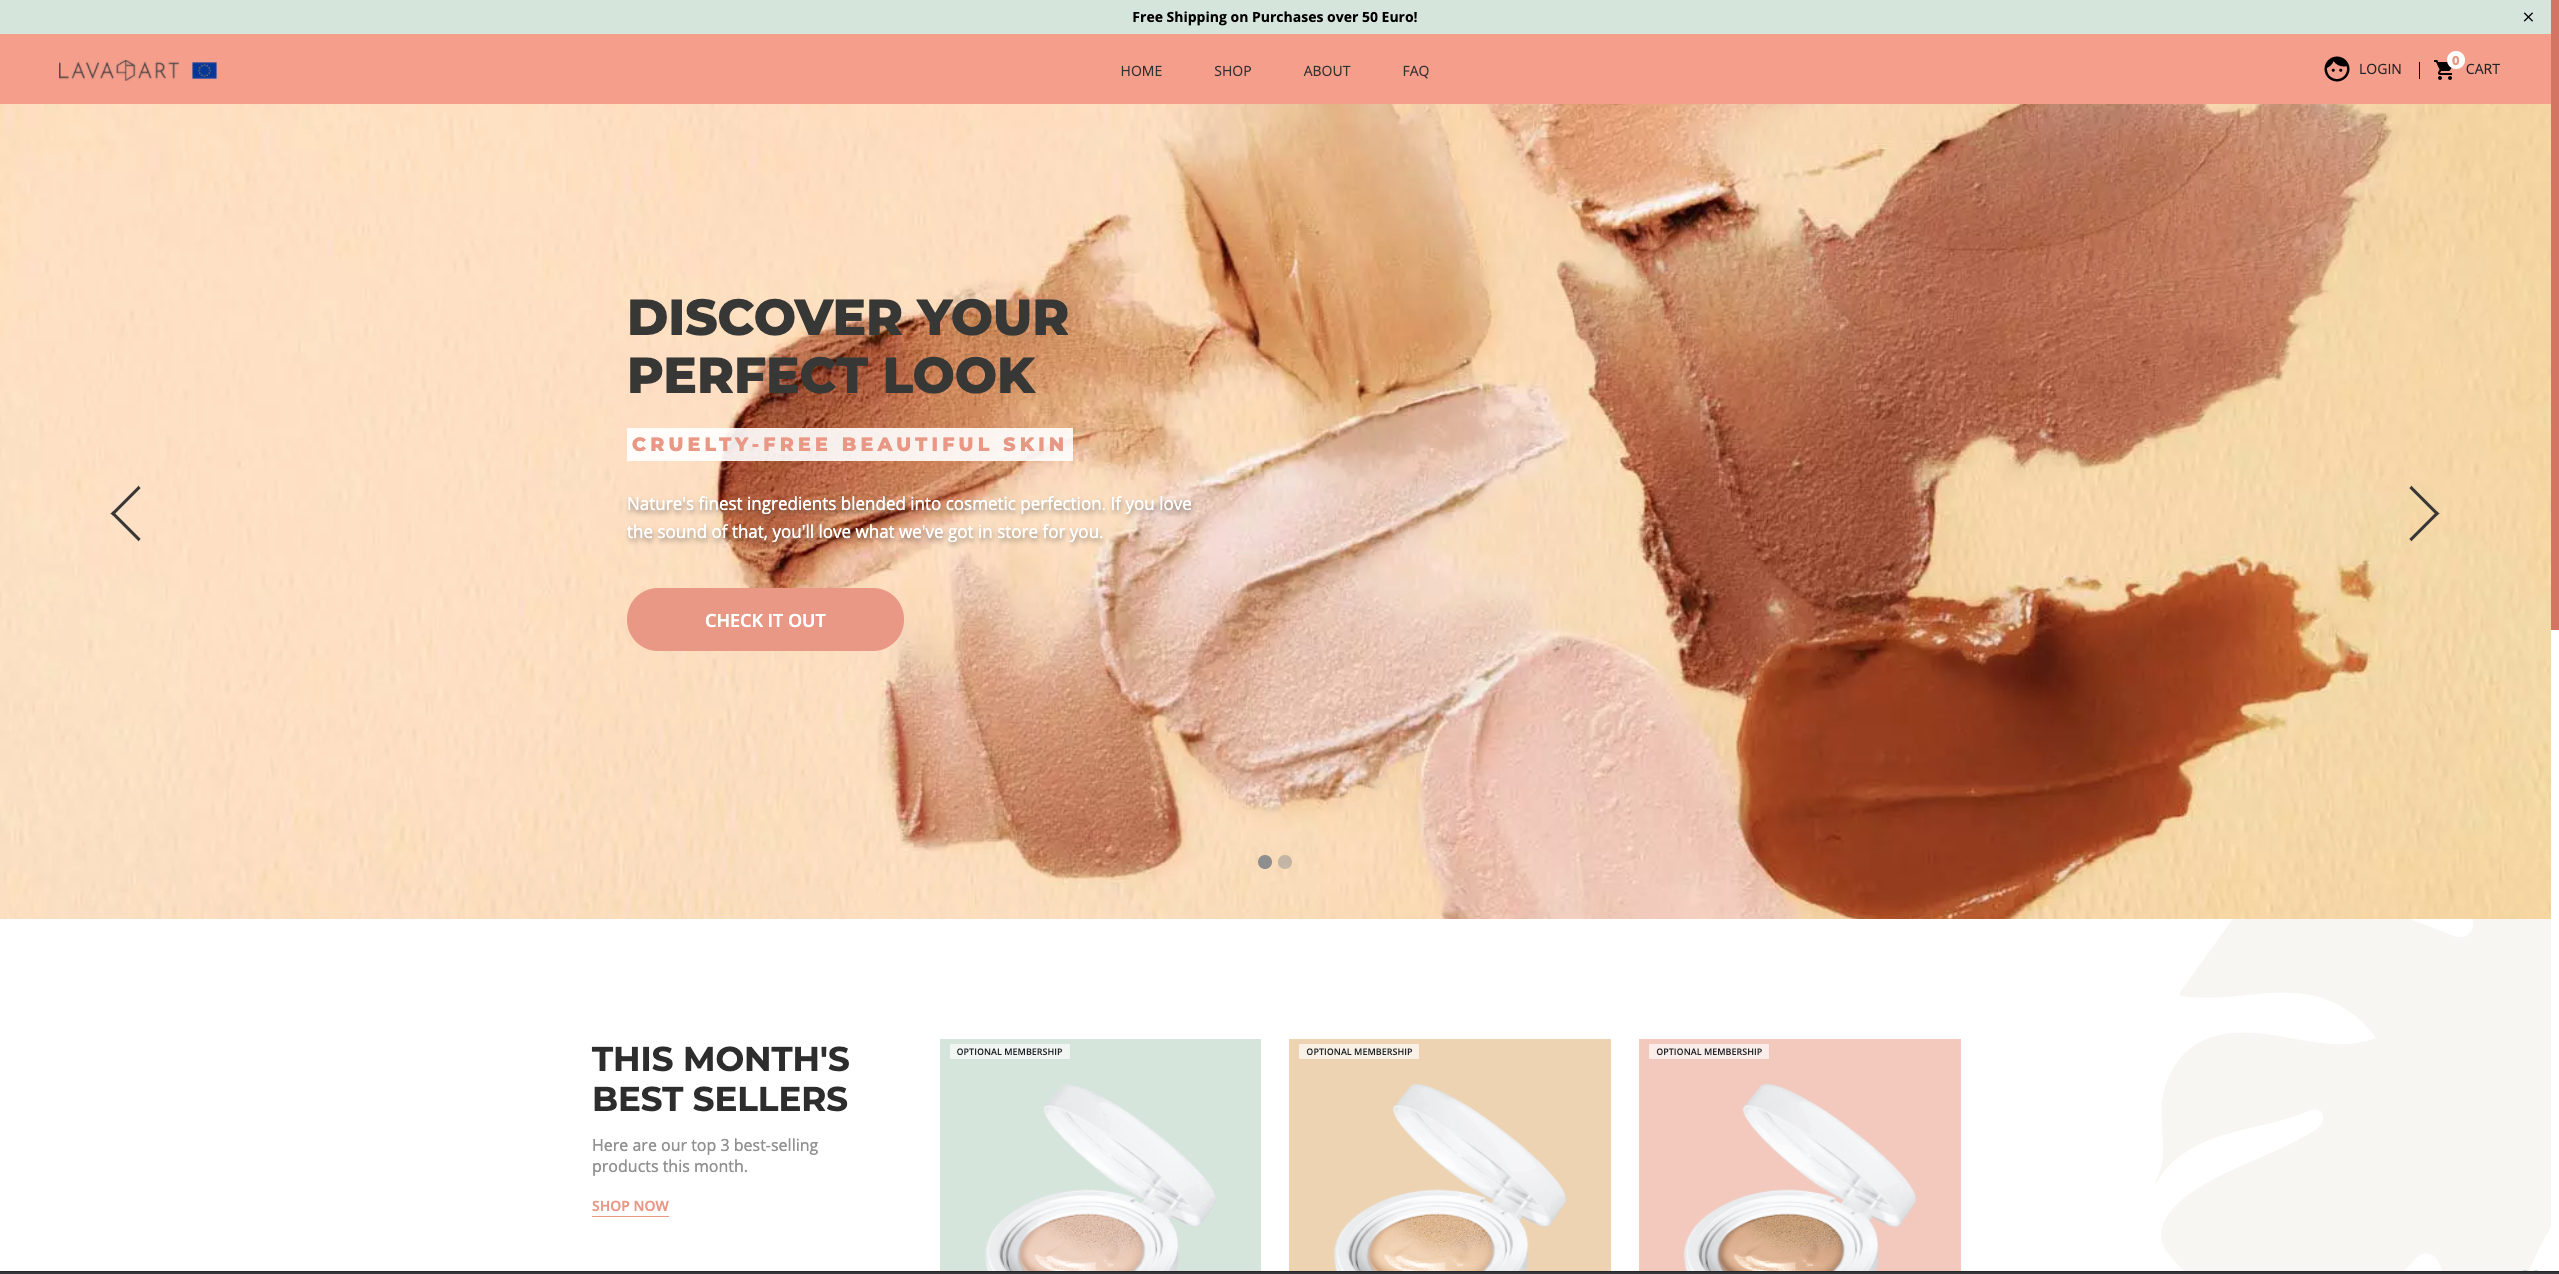 Free Shipping on Purchases over 50 Euro!
LAVA ART
HOME SHOP ABOUT FAQ
LOGIN
0
CART
DISCOVER YOUR
PERFECT LOOK
CRUELTY-FREE BEAUTIFUL SKIN
Nature's finest ingredients blended into cosmetic perfection. If you love
the sound of that, you'll love what we've got in store for you.
CHECK IT OUT
THIS MONTH'S
BEST SELLERS
Here are our top 3 best-selling
products this month.
SHOP NOW
OPTIONAL MEMBERSHIP
OPTIONAL MEMBERSHIP
OPTIONAL MEMBERSHIP